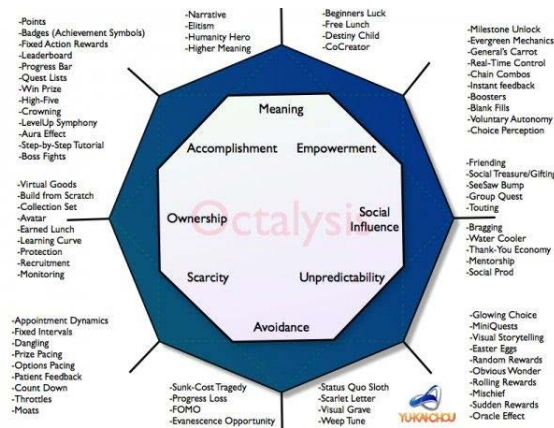 -Narrative
-Elitism
-Humanity Hero
-Higher Meaning
-Beginners Luck
-Free Lunch
-Destiny Child
-CoCreator
-Points
-Badges (Achievement Symbols)
-Fixed Action Rewards
-Leaderboard
-Progress Bar
-Quest Lists
-Win Prize
-High-Five
-Crowning
-LevelUp Symphony
-Aura Effect
-Step-by-Step Tutorial
-Boss Fights
-Milestone Unlock
-Evergreen Mechanics
-General's Carrot
-Real-Time Control
-Chain Combos
-Instant feedback
-Boosters
-Blank Fills
-Voluntary Autonomy
-Choice Perception
Meaning
Accomplishment
Empowerment
-Virtual Goods
-Build from Scratch
-Collection Set
-Avatar
-Earned Lunch
-Learning Curve
-Protection
-Recruitment
-Monitoring
Ownership
Octalysis
Social
Influence
-Friending
-Social Treasure/Gifting
-SeeSaw Bump
-Group Quest
-Touting
-Bragging
-Water Cooler
-Thank-You Economy
-Mentorship
-Social Prod
Scarcity
Unpredictability
Avoidance
-Appointment Dynamics
-Fixed Intervals
-Dangling
-Prize Pacing
-Options Pacing
-Patient Feedback
-Count Down
-Throttles
-Moats
-Sunk-Cost Tragedy
-Progress Loss
-FOMO
-Evanescence Opportunity
-Status Quo Sloth
-Scarlet Letter
-Visual Grave
-Weep Tune
-Glowing Choice
-MiniQuests
-Visual Storytelling
-Easter Eggs
-Random Rewards
-Obvious Wonder
-Rolling Rewards
-Mischief
-Sudden Rewards
-Oracle Effect
YUKAICHOU